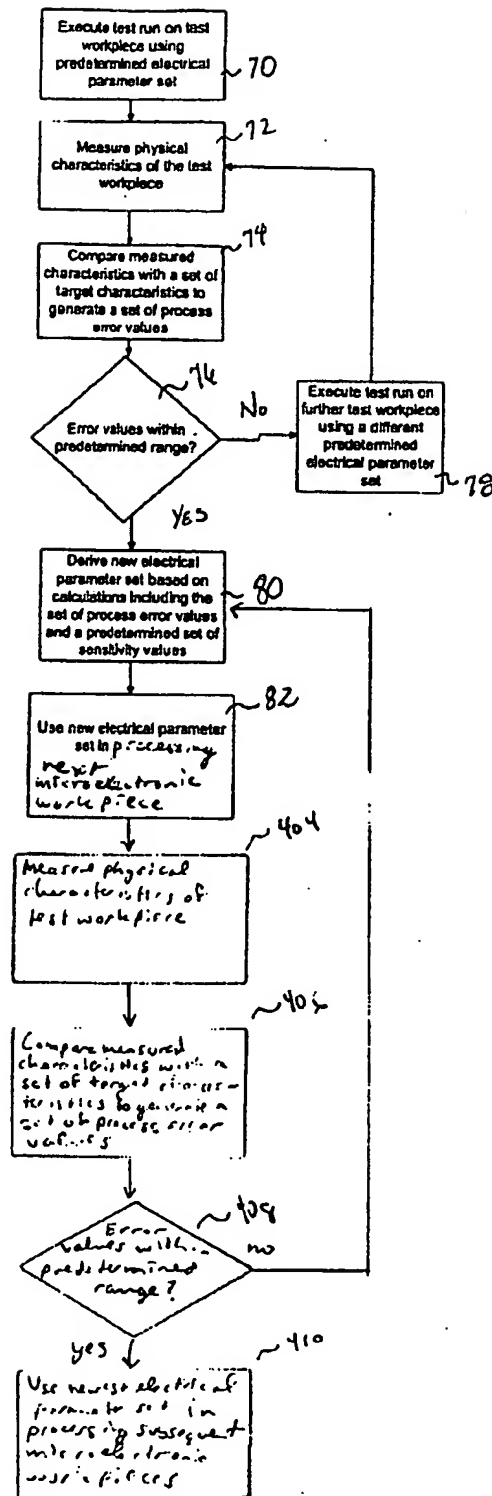 Execute test run on test
workpiece using
predetermined electrical
parameter set
70
72
Measure physical
characteristics of the test
workpiece
74
Compare measured
characteristics with a set of
target characteristics to
generate a set of process
error values
76
Error values within
predetermined range?
No
Execute test run on
further test workpiece
using a different
predetermined
electrical parameter
set
78
YES
Derive new electrical
parameter set based on
calculations including the
set of process error values
and a predetermined set of
sensitivity values
80
82
Use new electrical parameter
set in processing
next
microelectronic
workpiece
404
Measure physical
characteristics of
test workpiece
406
Compare measured
characteristics with a
set of target charac-
teristics to generate a
set of process error
values
408
Error
values within
predetermined
range?
no
yes
410
Use newest electrical
parameter set in
processing subsequent
microelectronic
workpieces